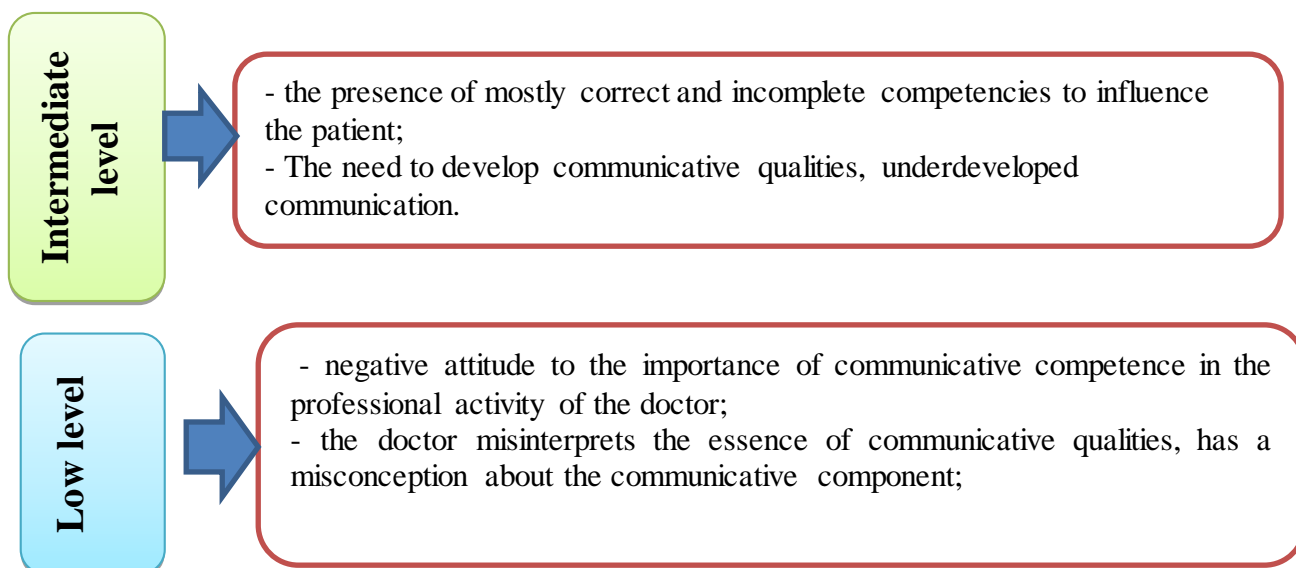 Intermediate
level
- the presence of mostly correct and incomplete competencies to influence
the patient;
- The need to develop communicative qualities, underdeveloped
communication.
Low level
- negative attitude to the importance of communicative competence in the
professional activity of the doctor;
- the doctor misinterprets the essence of communicative qualities, has a
misconception about the communicative component;